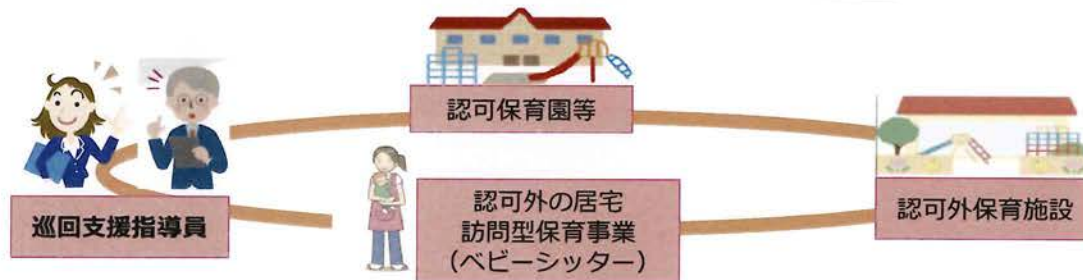 認可保育園等
巡回支援指導員
認可外の居宅
訪問型保育事業
（ベビーシッター）
認可外保育施設